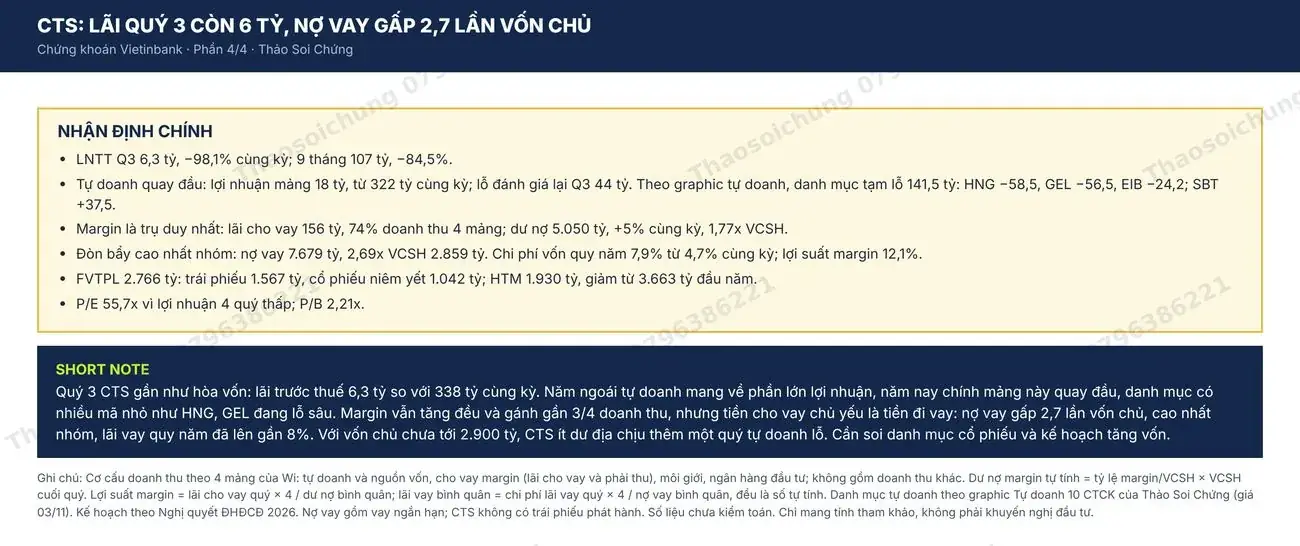 CTS: LÃI QUÝ 3 CÒN 6 TỶ, NỢ VAY GẤP 2,7 LẦN VỐN CHỦ
Chứng khoán Vietinbank · Phần 4/4 · Thảo Soi Chứng
NHẬN ĐỊNH CHÍNH
• LNTT Q3 6,3 tỷ, −98,1% cùng kỳ; 9 tháng 107 tỷ, −84,5%.
• Tự doanh quay đầu: lợi nhuận mảng 18 tỷ, từ 322 tỷ cùng kỳ; lỗ đánh giá lại Q3 44 tỷ. Theo graphic tự doanh, danh mục tạm lỗ 141,5 tỷ: HNG −58,5, GEL −56,5, EIB −24,2; SBT
+37,5.
• Margin là trụ duy nhất: lãi cho vay 156 tỷ, 74% doanh thu 4 mảng; dư nợ 5.050 tỷ, +5% cùng kỳ, 1,77x VCSH.
• Đòn bẩy cao nhất nhóm: nợ vay 7.679 tỷ, 2,69x VCSH 2.859 tỷ. Chi phí vốn quy năm 7,9% từ 4,7% cùng kỳ; lợi suất margin 12,1%.
• FVTPL 2.766 tỷ: trái phiếu 1.567 tỷ, cổ phiếu niêm yết 1.042 tỷ; HTM 1.930 tỷ, giảm từ 3.663 tỷ đầu năm.
• P/E 55,7x vì lợi nhuận 4 quý thấp; P/B 2,21x.
SHORT NOTE
Quý 3 CTS gần như hòa vốn: lãi trước thuế 6,3 tỷ so với 338 tỷ cùng kỳ. Năm ngoái tự doanh mang về phần lớn lợi nhuận, năm nay chính mảng này quay đầu, danh mục có
nhiều mã nhỏ như HNG, GEL đang lỗ sâu. Margin vẫn tăng đều và gánh gần 3/4 doanh thu, nhưng tiền cho vay chủ yếu là tiền đi vay: nợ vay gấp 2,7 lần vốn chủ, cao nhất
nhóm, lãi vay quy năm đã lên gần 8%. Với vốn chủ chưa tới 2.900 tỷ, CTS ít dư địa chịu thêm một quý tự doanh lỗ. Cần soi danh mục cổ phiếu và kế hoạch tăng vốn.
Ghi chú: Cơ cấu doanh thu theo 4 mảng của Wi: tự doanh và nguồn vốn, cho vay margin (lãi cho vay và phải thu), môi giới, ngân hàng đầu tư; không gồm doanh thu khác. Dư nợ margin tự tính = tỷ lệ margin/VCSH × VCSH
cuối quý. Lợi suất margin = lãi cho vay quý × 4 / dư nợ bình quân; lãi vay bình quân = chi phí lãi vay quý × 4 / nợ vay bình quân, đều là số tự tính. Danh mục tự doanh theo graphic Tự doanh 10 CTCK của Thảo Soi Chứng (giá
03/11). Kế hoạch theo Nghị quyết ĐHĐCĐ 2026. Nợ vay gồm vay ngắn hạn; CTS không có trái phiếu phát hành. Số liệu chưa kiểm toán. Chỉ mang tính tham khảo, không phải khuyến nghị đầu tư.